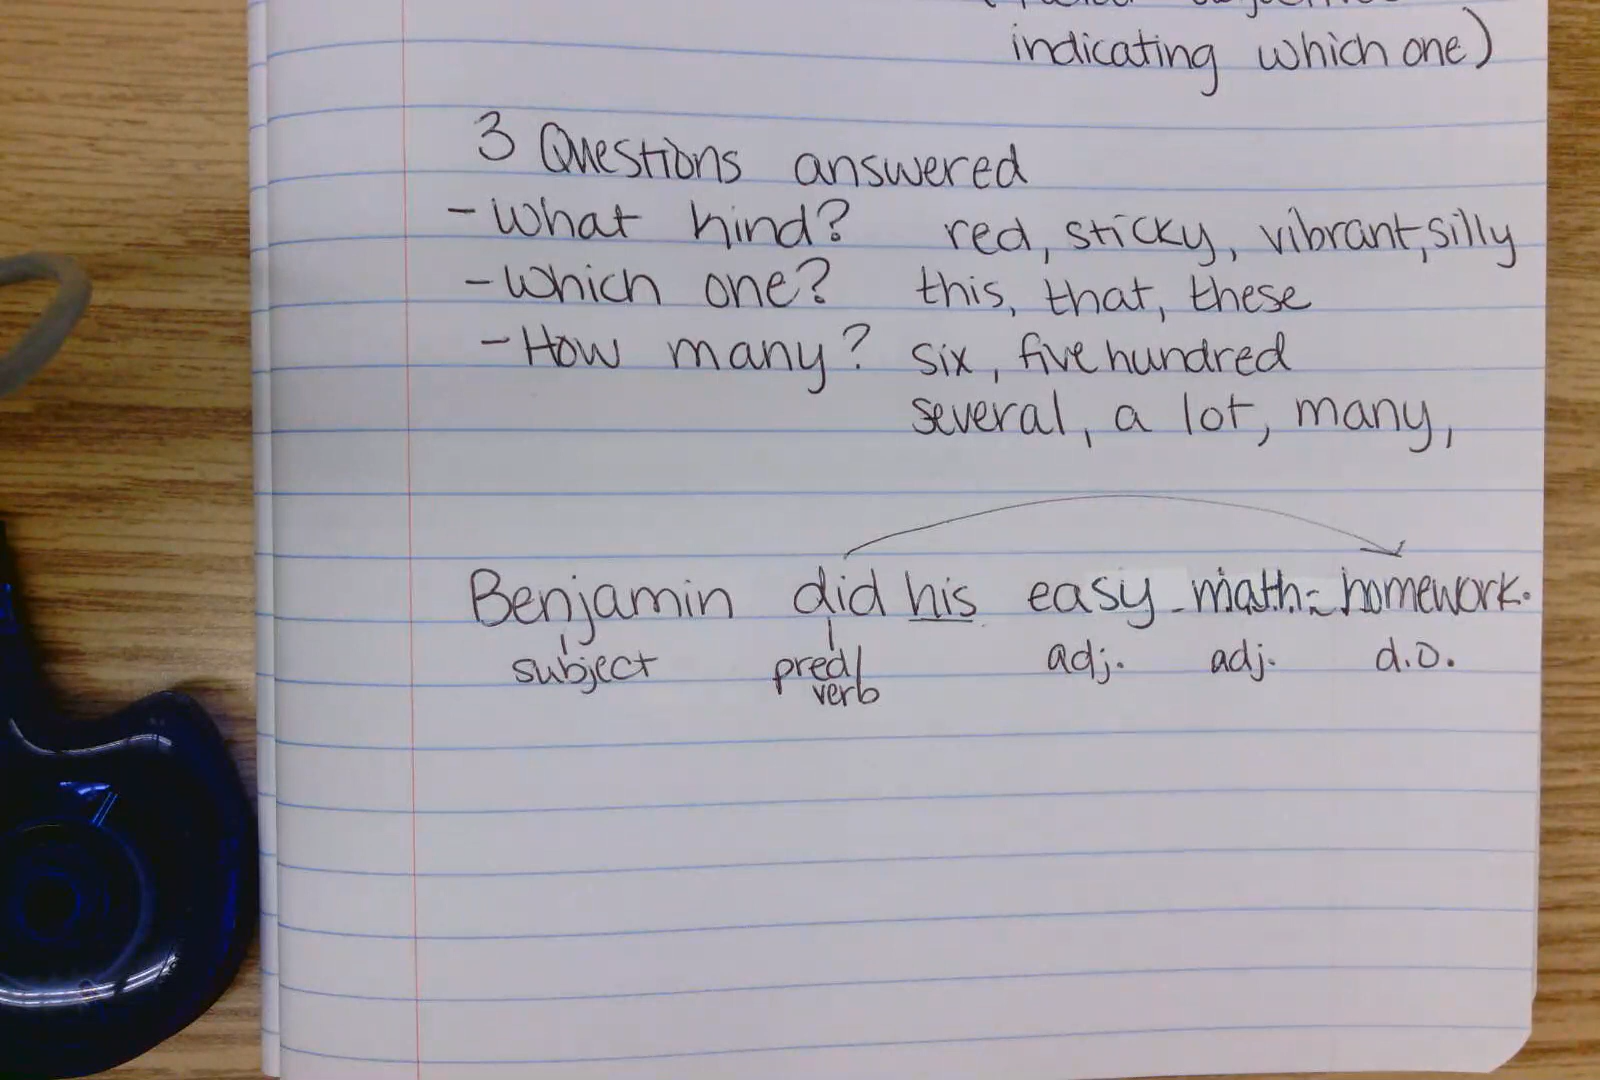 indicating which one)
3 Questions answered
- What kind? red, sticky, vibrant, silly
- Which one? this, that, these
- How many? six, five hundred
several, a lot, many,
Benjamin did his easy math homework.
subject pred/ adj. adj. d.o.
verb